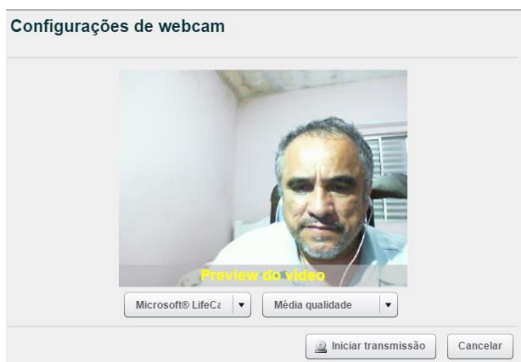 Configurações de webcam
Preview do vídeo
Microsoft® LifeCa
Média qualidade
Iniciar transmissão
Cancelar